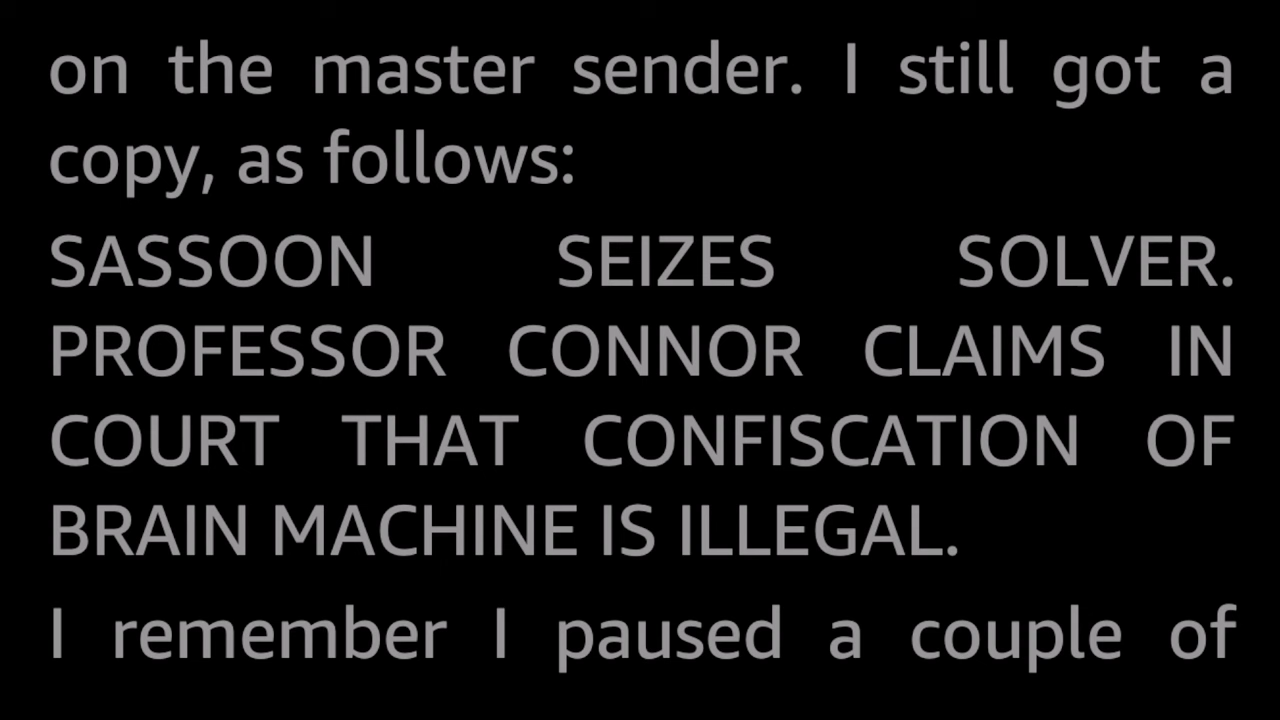 on the master sender. I still got a
copy, as follows:
SASSOON SEIZES SOLVER.
PROFESSOR CONNOR CLAIMS IN
COURT THAT CONFISCATION OF
BRAIN MACHINE IS ILLEGAL.
I remember I paused a couple of